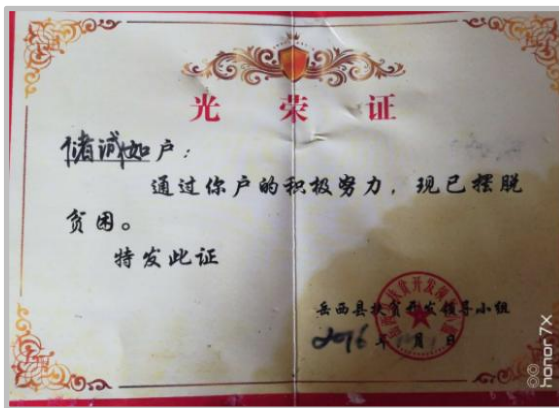 光荣证
储诚如户：
通过你户的积极努力，现已摆脱
贫困。
特发此证
岳西县扶贫开发领导小组
2016年 月 日
honor 7X